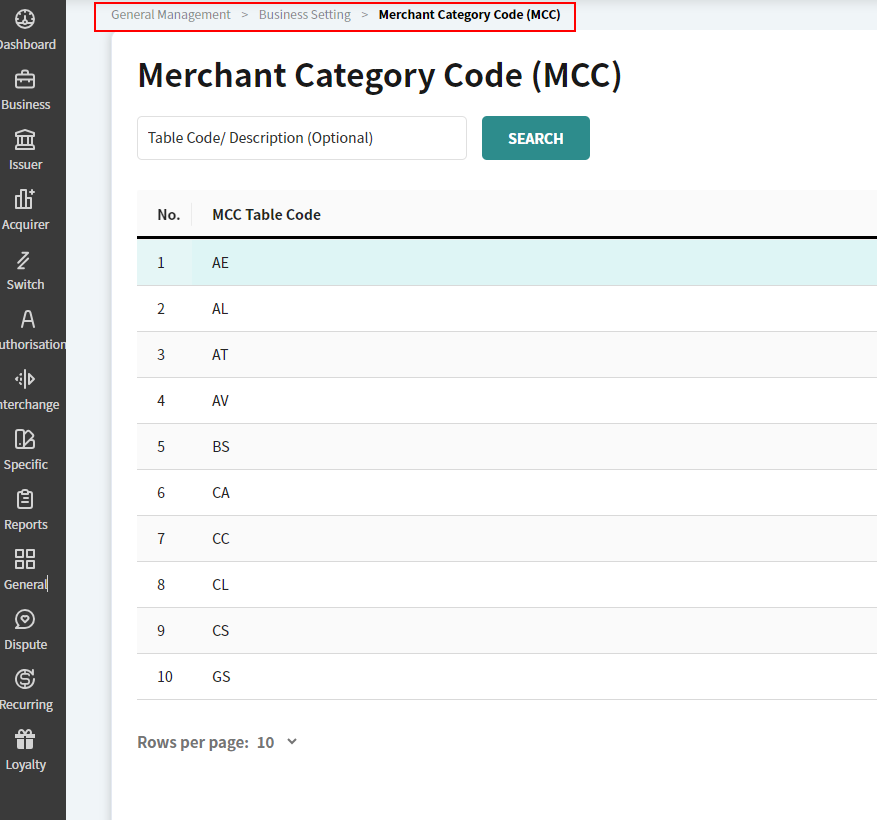 General Management > Business Setting > Merchant Category Code (MCC)
Dashboard
Business
Issuer
Acquirer
Switch
uthorisation
nterchange
Specific
Reports
General
Dispute
Recurring
Loyalty
Merchant Category Code (MCC)
Table Code/ Description (Optional)
SEARCH
No. MCC Table Code
1 AE
2 AL
3 AT
4 AV
5 BS
6 CA
7 CC
8 CL
9 CS
10 GS
Rows per page: 10